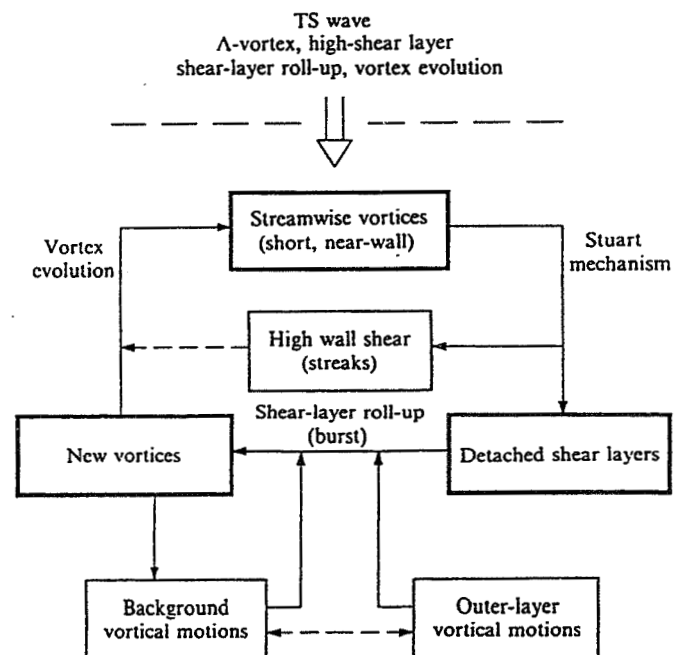 TS wave
Λ-vortex, high-shear layer
shear-layer roll-up, vortex evolution
Streamwise vortices
(short, near-wall)
Vortex
evolution
Stuart
mechanism
High wall shear
(streaks)
Shear-layer roll-up
(burst)
New vortices
Detached shear layers
Background
vortical motions
Outer-layer
vortical motions